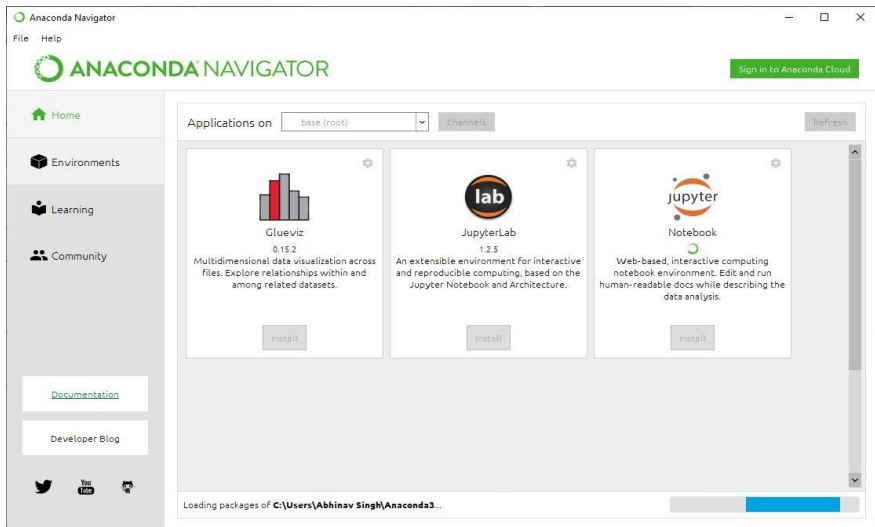 Anaconda Navigator
File Help
ANACONDA NAVIGATOR
Sign in to Anaconda Cloud
Home
Environments
Learning
Community
Documentation
Developer Blog
You
Tube
Applications on base (root) Channels Refresh
Glueviz
0.15.2
Multidimensional data visualization across
files. Explore relationships within and
among related datasets.
Install
lab
JupyterLab
1.2.5
An extensible environment for interactive
and reproducible computing, based on the
Jupyter Notebook and Architecture.
Install
jupyter
Notebook
Web-based, interactive computing
notebook environment. Edit and run
human-readable docs while describing the
data analysis.
Install
Loading packages of C:\Users\Abhinav Singh\Anaconda3...